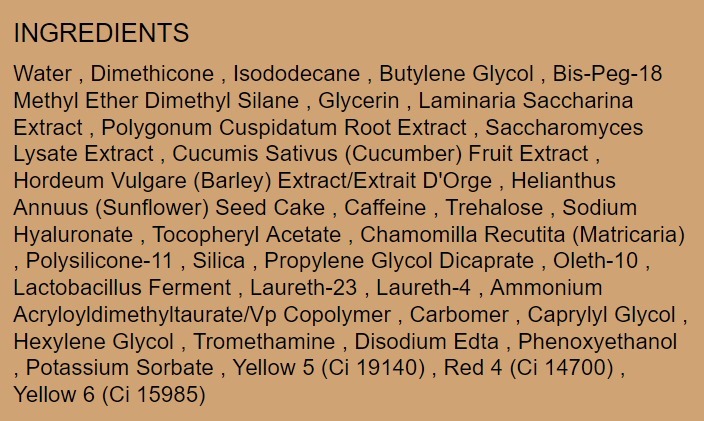 INGREDIENTS
Water , Dimethicone , Isododecane , Butylene Glycol , Bis-Peg-18
Methyl Ether Dimethyl Silane , Glycerin , Laminaria Saccharina
Extract , Polygonum Cuspidatum Root Extract , Saccharomyces
Lysate Extract , Cucumis Sativus (Cucumber) Fruit Extract ,
Hordeum Vulgare (Barley) Extract/Extrait D'Orge , Helianthus
Annuus (Sunflower) Seed Cake , Caffeine , Trehalose , Sodium
Hyaluronate , Tocopheryl Acetate , Chamomilla Recutita (Matricaria)
, Polysilicone-11 , Silica , Propylene Glycol Dicaprate , Oleth-10 ,
Lactobacillus Ferment , Laureth-23 , Laureth-4 , Ammonium
Acryloyldimethyltaurate/Vp Copolymer , Carbomer , Caprylyl Glycol ,
Hexylene Glycol , Tromethamine , Disodium Edta , Phenoxyethanol
, Potassium Sorbate , Yellow 5 (Ci 19140) , Red 4 (Ci 14700) ,
Yellow 6 (Ci 15985)